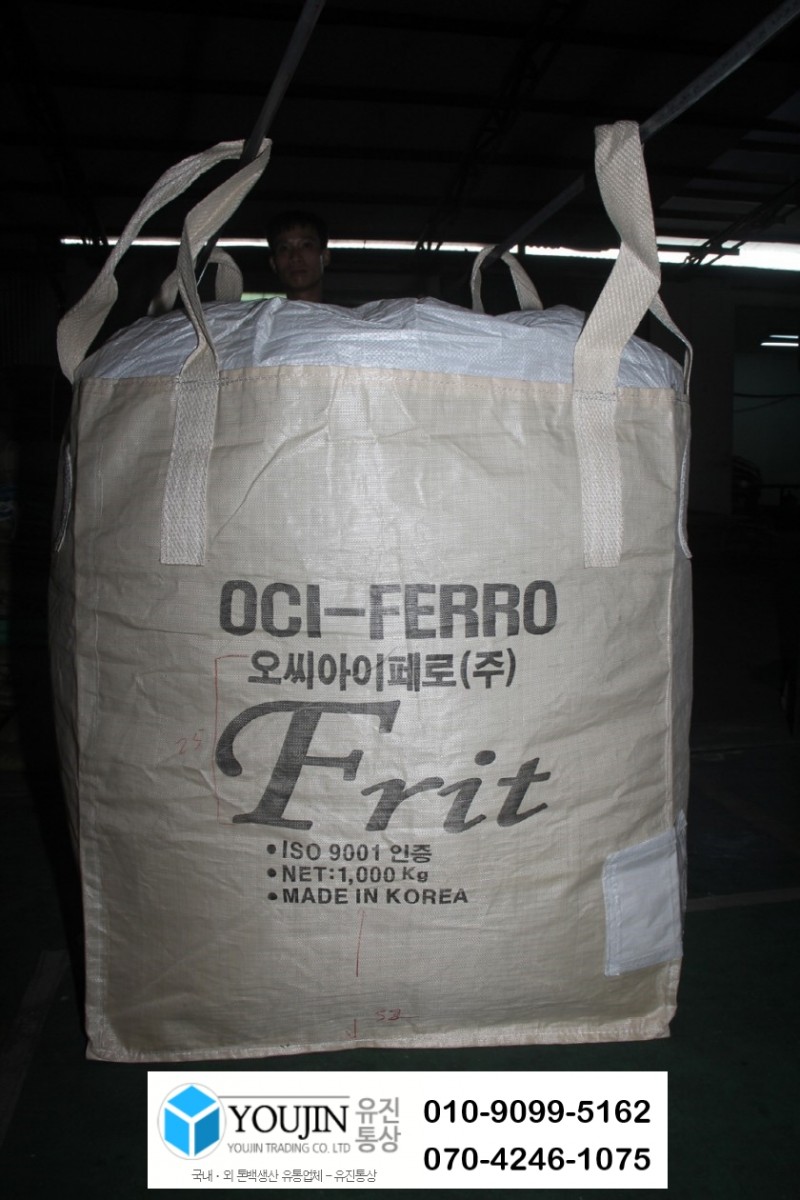 OCI-FERRO
오씨아이페로(주)
Frit
•ISO 9001 인증
•NET:1,000 Kg
•MADE IN KOREA
25
YOUJIN 유진통상
YOUJIN TRADING CO. LTD
국내·외 톤백생산 유통업체 - 유진통상
010-9099-5162
070-4246-1075